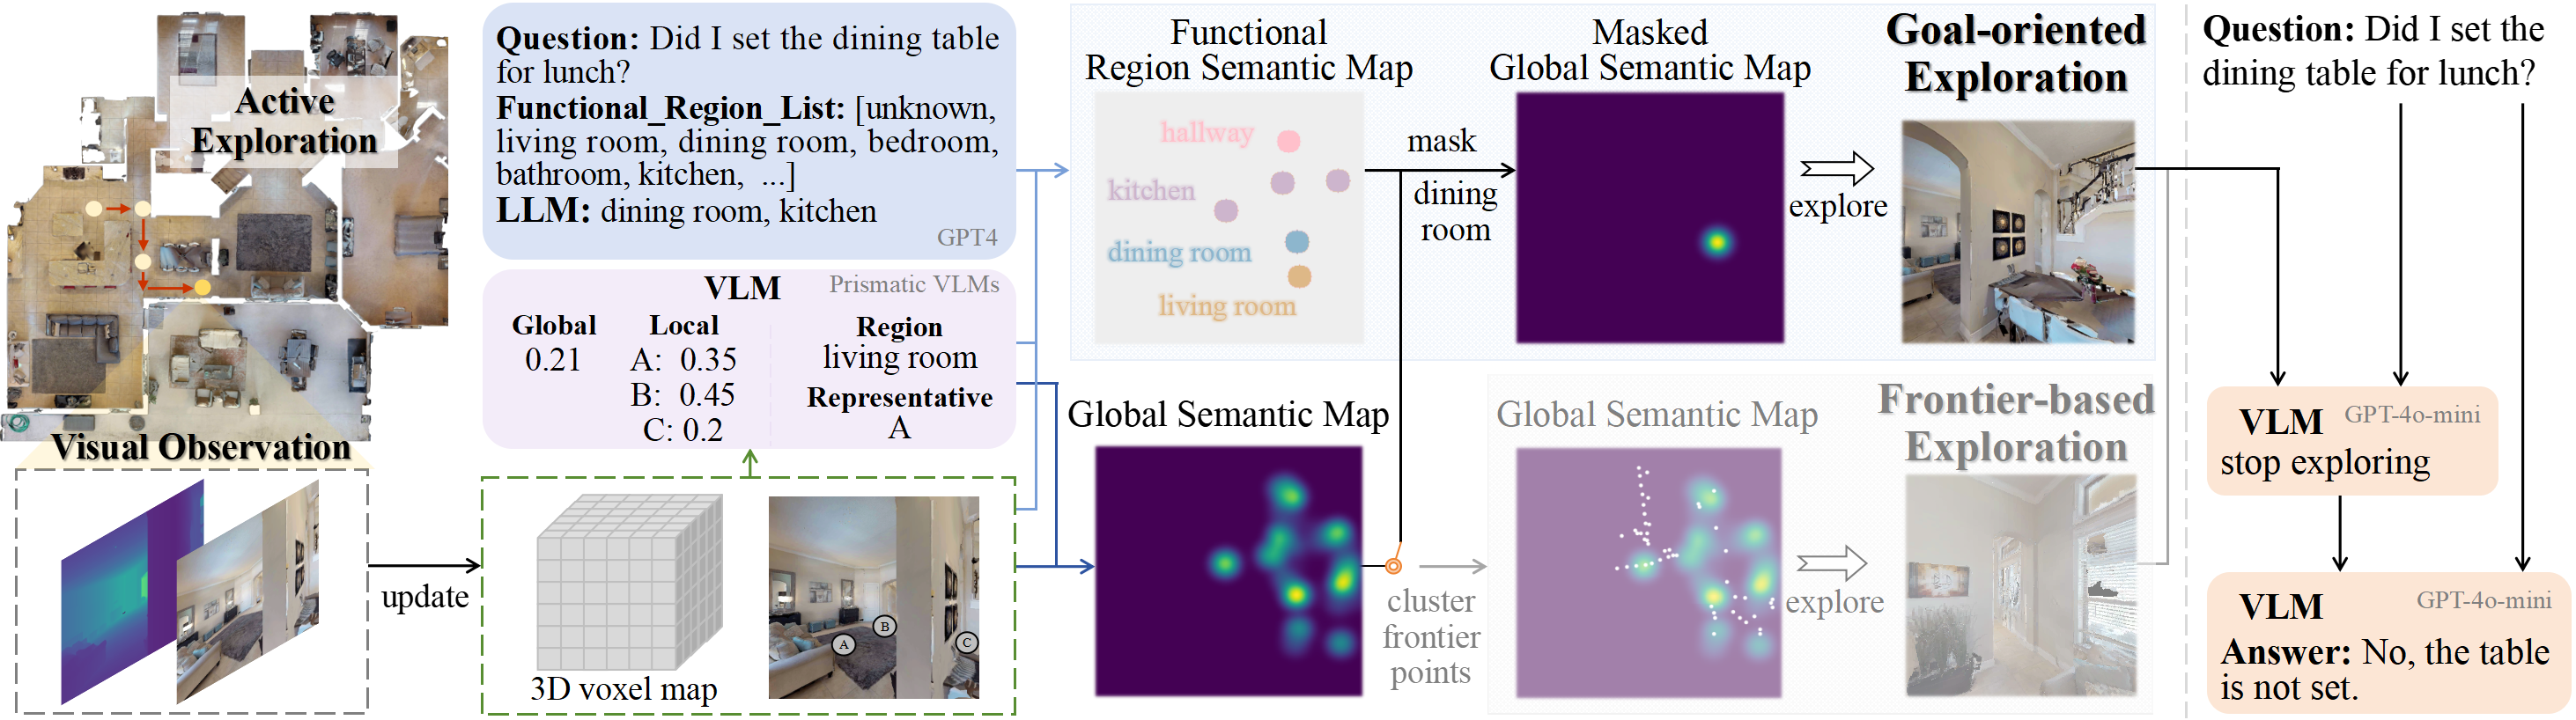 Active
Exploration
Visual Observation
update
Question: Did I set the dining table
for lunch?
Functional_Region_List: [unknown,
living room, dining room, bedroom,
bathroom, kitchen, ...]
LLM: dining room, kitchen
GPT4
VLM
Prismatic VLMs
Global
0.21
Local
A: 0.35
B: 0.45
C: 0.2
Region
living room
Representative
A
3D voxel map
A
B
C
Functional
Region Semantic Map
hallway
kitchen
dining room
living room
mask
dining
room
Masked
Global Semantic Map
explore
Goal-oriented
Exploration
Global Semantic Map
cluster
frontier
points
Global Semantic Map
explore
Frontier-based
Exploration
Question: Did I set the
dining table for lunch?
VLM GPT-4o-mini
stop exploring
VLM GPT-4o-mini
Answer: No, the table
is not set.